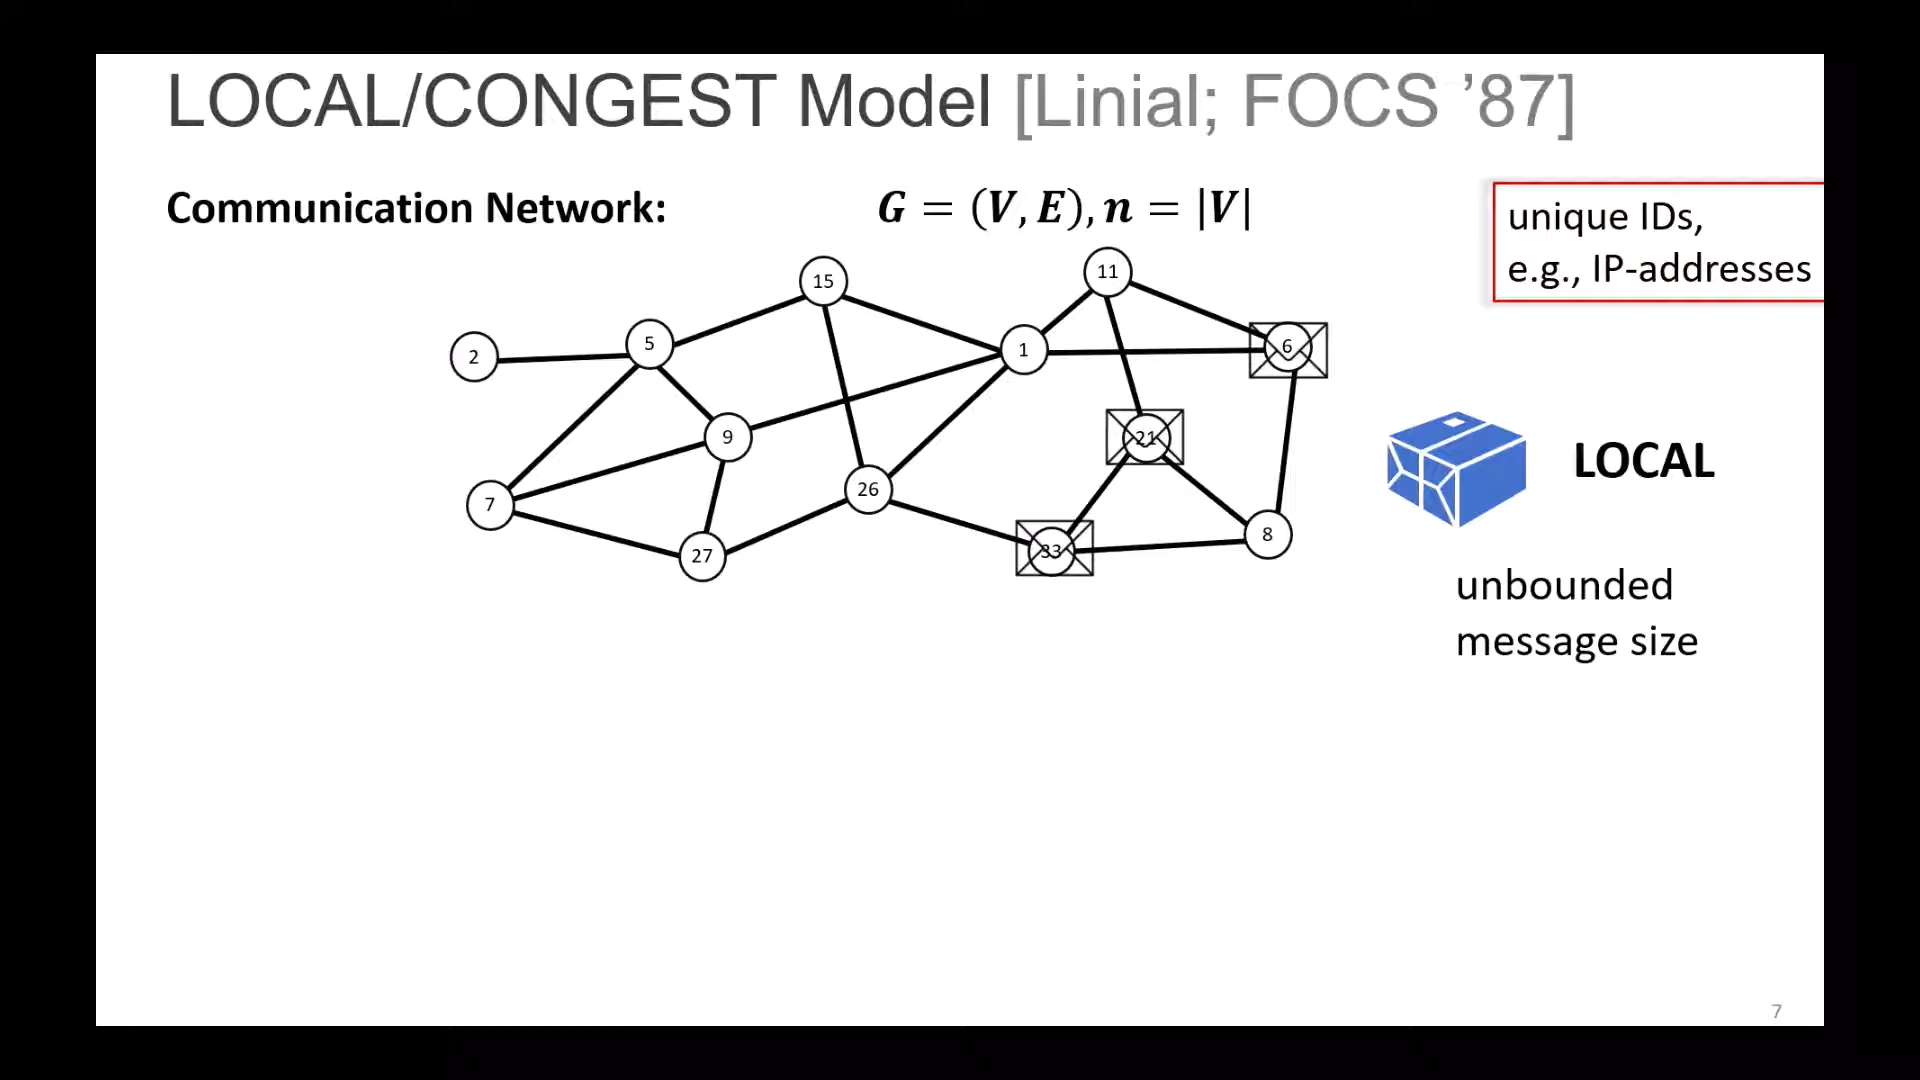 LOCAL/CONGEST Model [Linial; FOCS ’87]
Communication Network:
G = (V, E), n = |V|
unique IDs,
e.g., IP-addresses
15
11
2
5
1
6
9
21
LOCAL
7
26
27
33
8
unbounded
message size
7